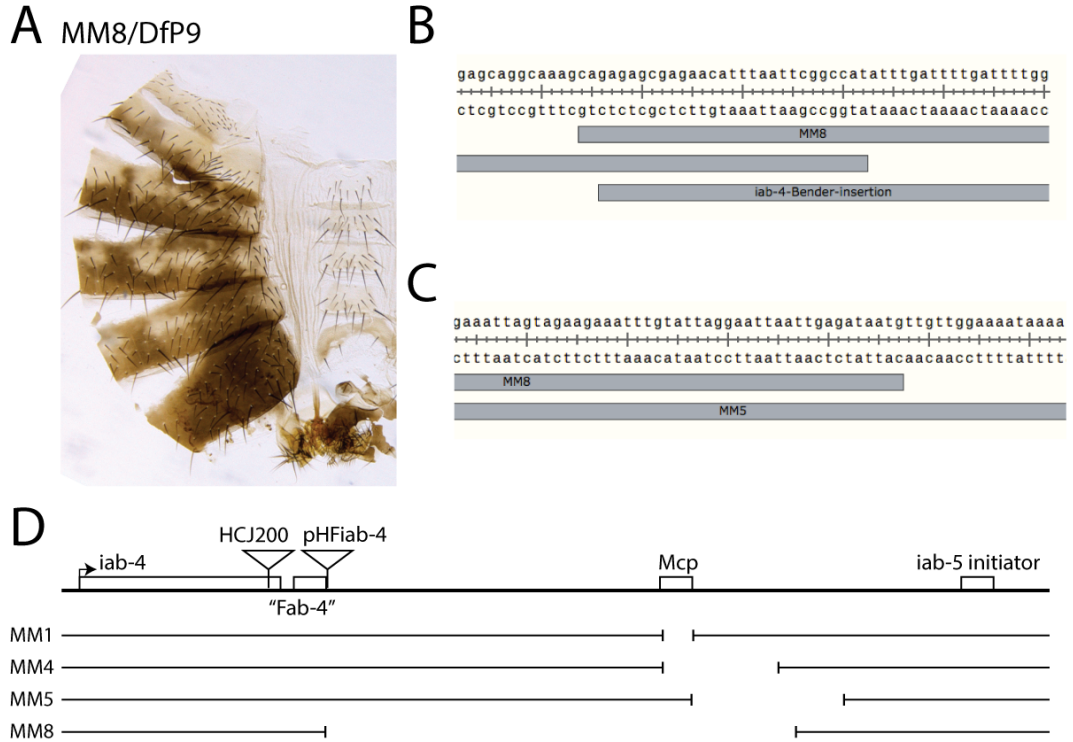 A MM8/DfP9
B
gagcaggcaaagcagagagcgagaacatttaattcggccatatttgattttgattttgg
ctcgtccgtttcgtctctcgctcttgtaaattaagccggtataaactaaaactaaaacc
MM8
iab-4-Bender-insertion
C
gaaattagtagaagaaatttgtattaggaattaattgagataatgttgttggaaaataaaa
ctttaatcatcttctttaaacataatccttaattaactctattacaacaaccttttatttt
MM8
MM5
D
HCJ200 pHFiab-4
iab-4 Mcp iab-5 initiator
“Fab-4”
MM1
MM4
MM5
MM8